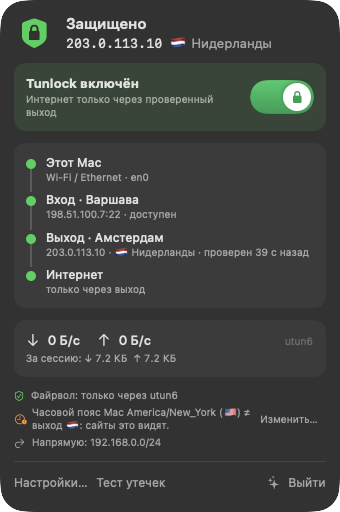 Защищено
203.0.113.10 🇳🇱 Нидерланды
Tunlock включён
Интернет только через проверенный
выход
Этот Mac
Wi-Fi / Ethernet · en0
Вход · Варшава
198.51.100.7:22 · доступен
Выход · Амстердам
203.0.113.10 · 🇳🇱 Нидерланды · проверен 39 с назад
Интернет
только через выход
↓ 0 Б/с ↑ 0 Б/с utun6
За сессию: ↓ 7.2 КБ ↑ 7.2 КБ
Файрвол: только через utun6
Часовой пояс Mac America/New_York (🇺🇸) ≠
выход 🇳🇱: сайты это видят. Изменить…
Напрямую: 192.168.0.0/24
Настройки… Тест утечек Выйти